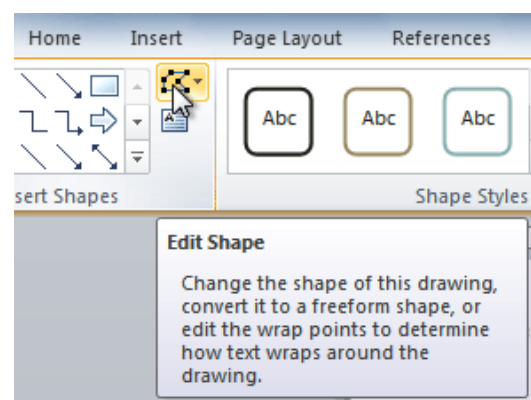 Home Insert Page Layout References
Abc Abc Abc
sert Shapes Shape Styles
Edit Shape
Change the shape of this drawing,
convert it to a freeform shape, or
edit the wrap points to determine
how text wraps around the
drawing.